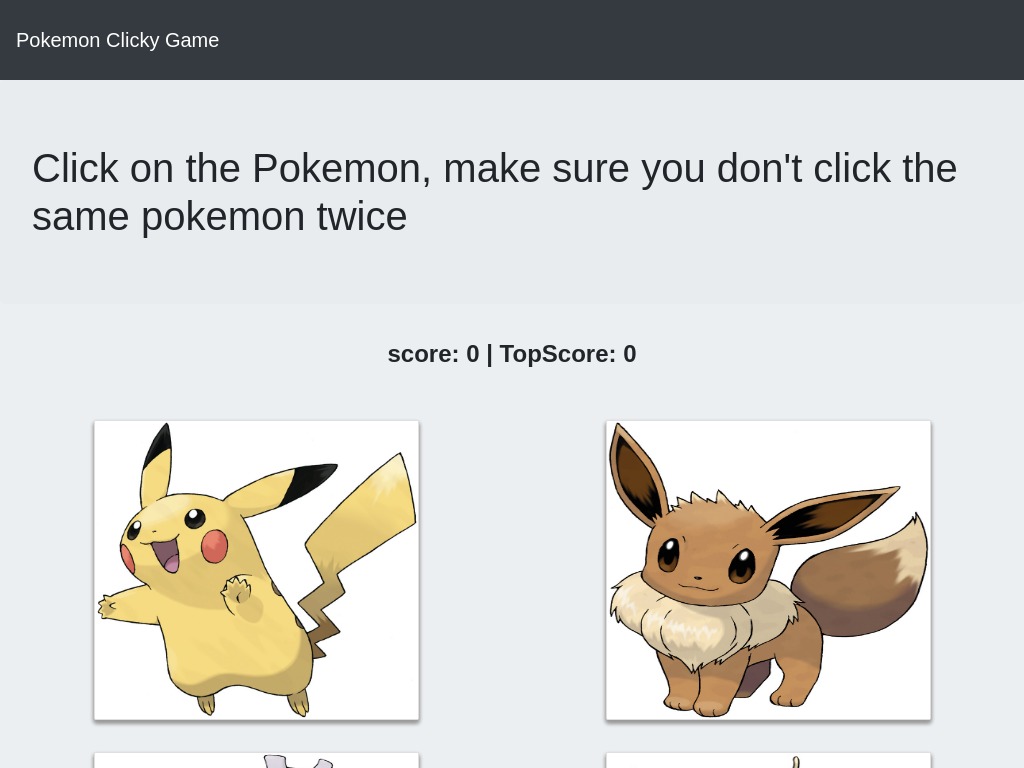 Pokemon Clicky Game
Click on the Pokemon, make sure you don't click the
same pokemon twice
score: 0 | TopScore: 0